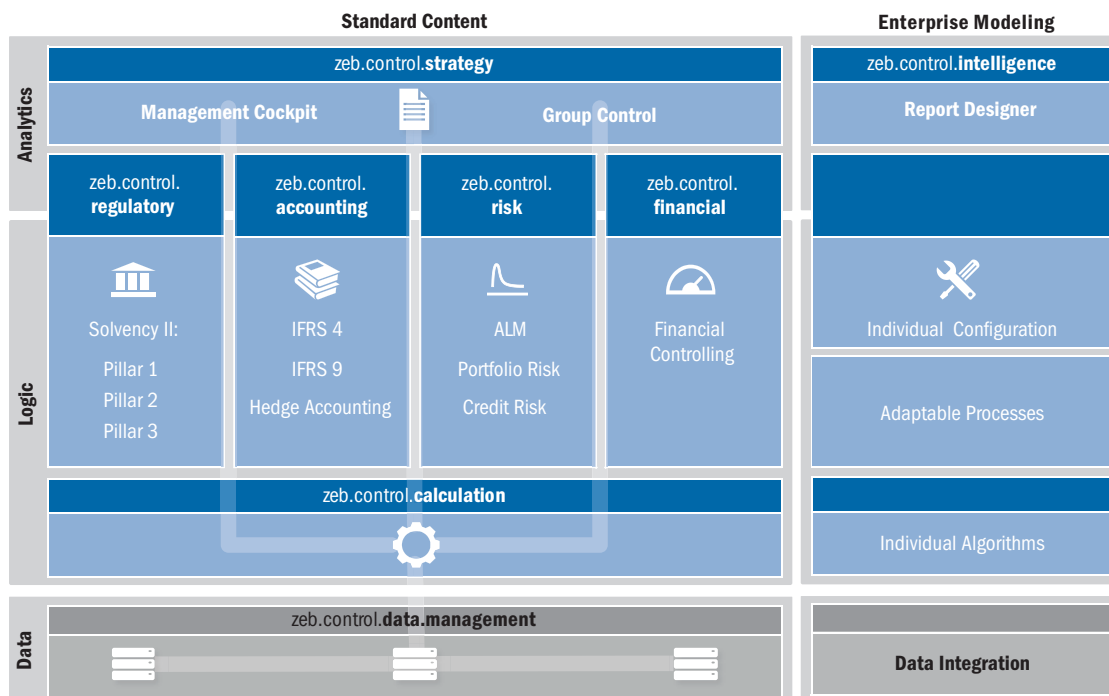 Standard Content
Enterprise Modeling
Analytics
zeb.control.strategy
Management Cockpit
Group Control
zeb.control.intelligence
Report Designer
zeb.control.
regulatory
zeb.control.
accounting
zeb.control.
risk
zeb.control.
financial
Logic
Solvency II:
Pillar 1
Pillar 2
Pillar 3
IFRS 4
IFRS 9
Hedge Accounting
ALM
Portfolio Risk
Credit Risk
Financial
Controlling
Individual Configuration
Adaptable Processes
zeb.control.calculation
Individual Algorithms
Data
zeb.control.data.management
Data Integration